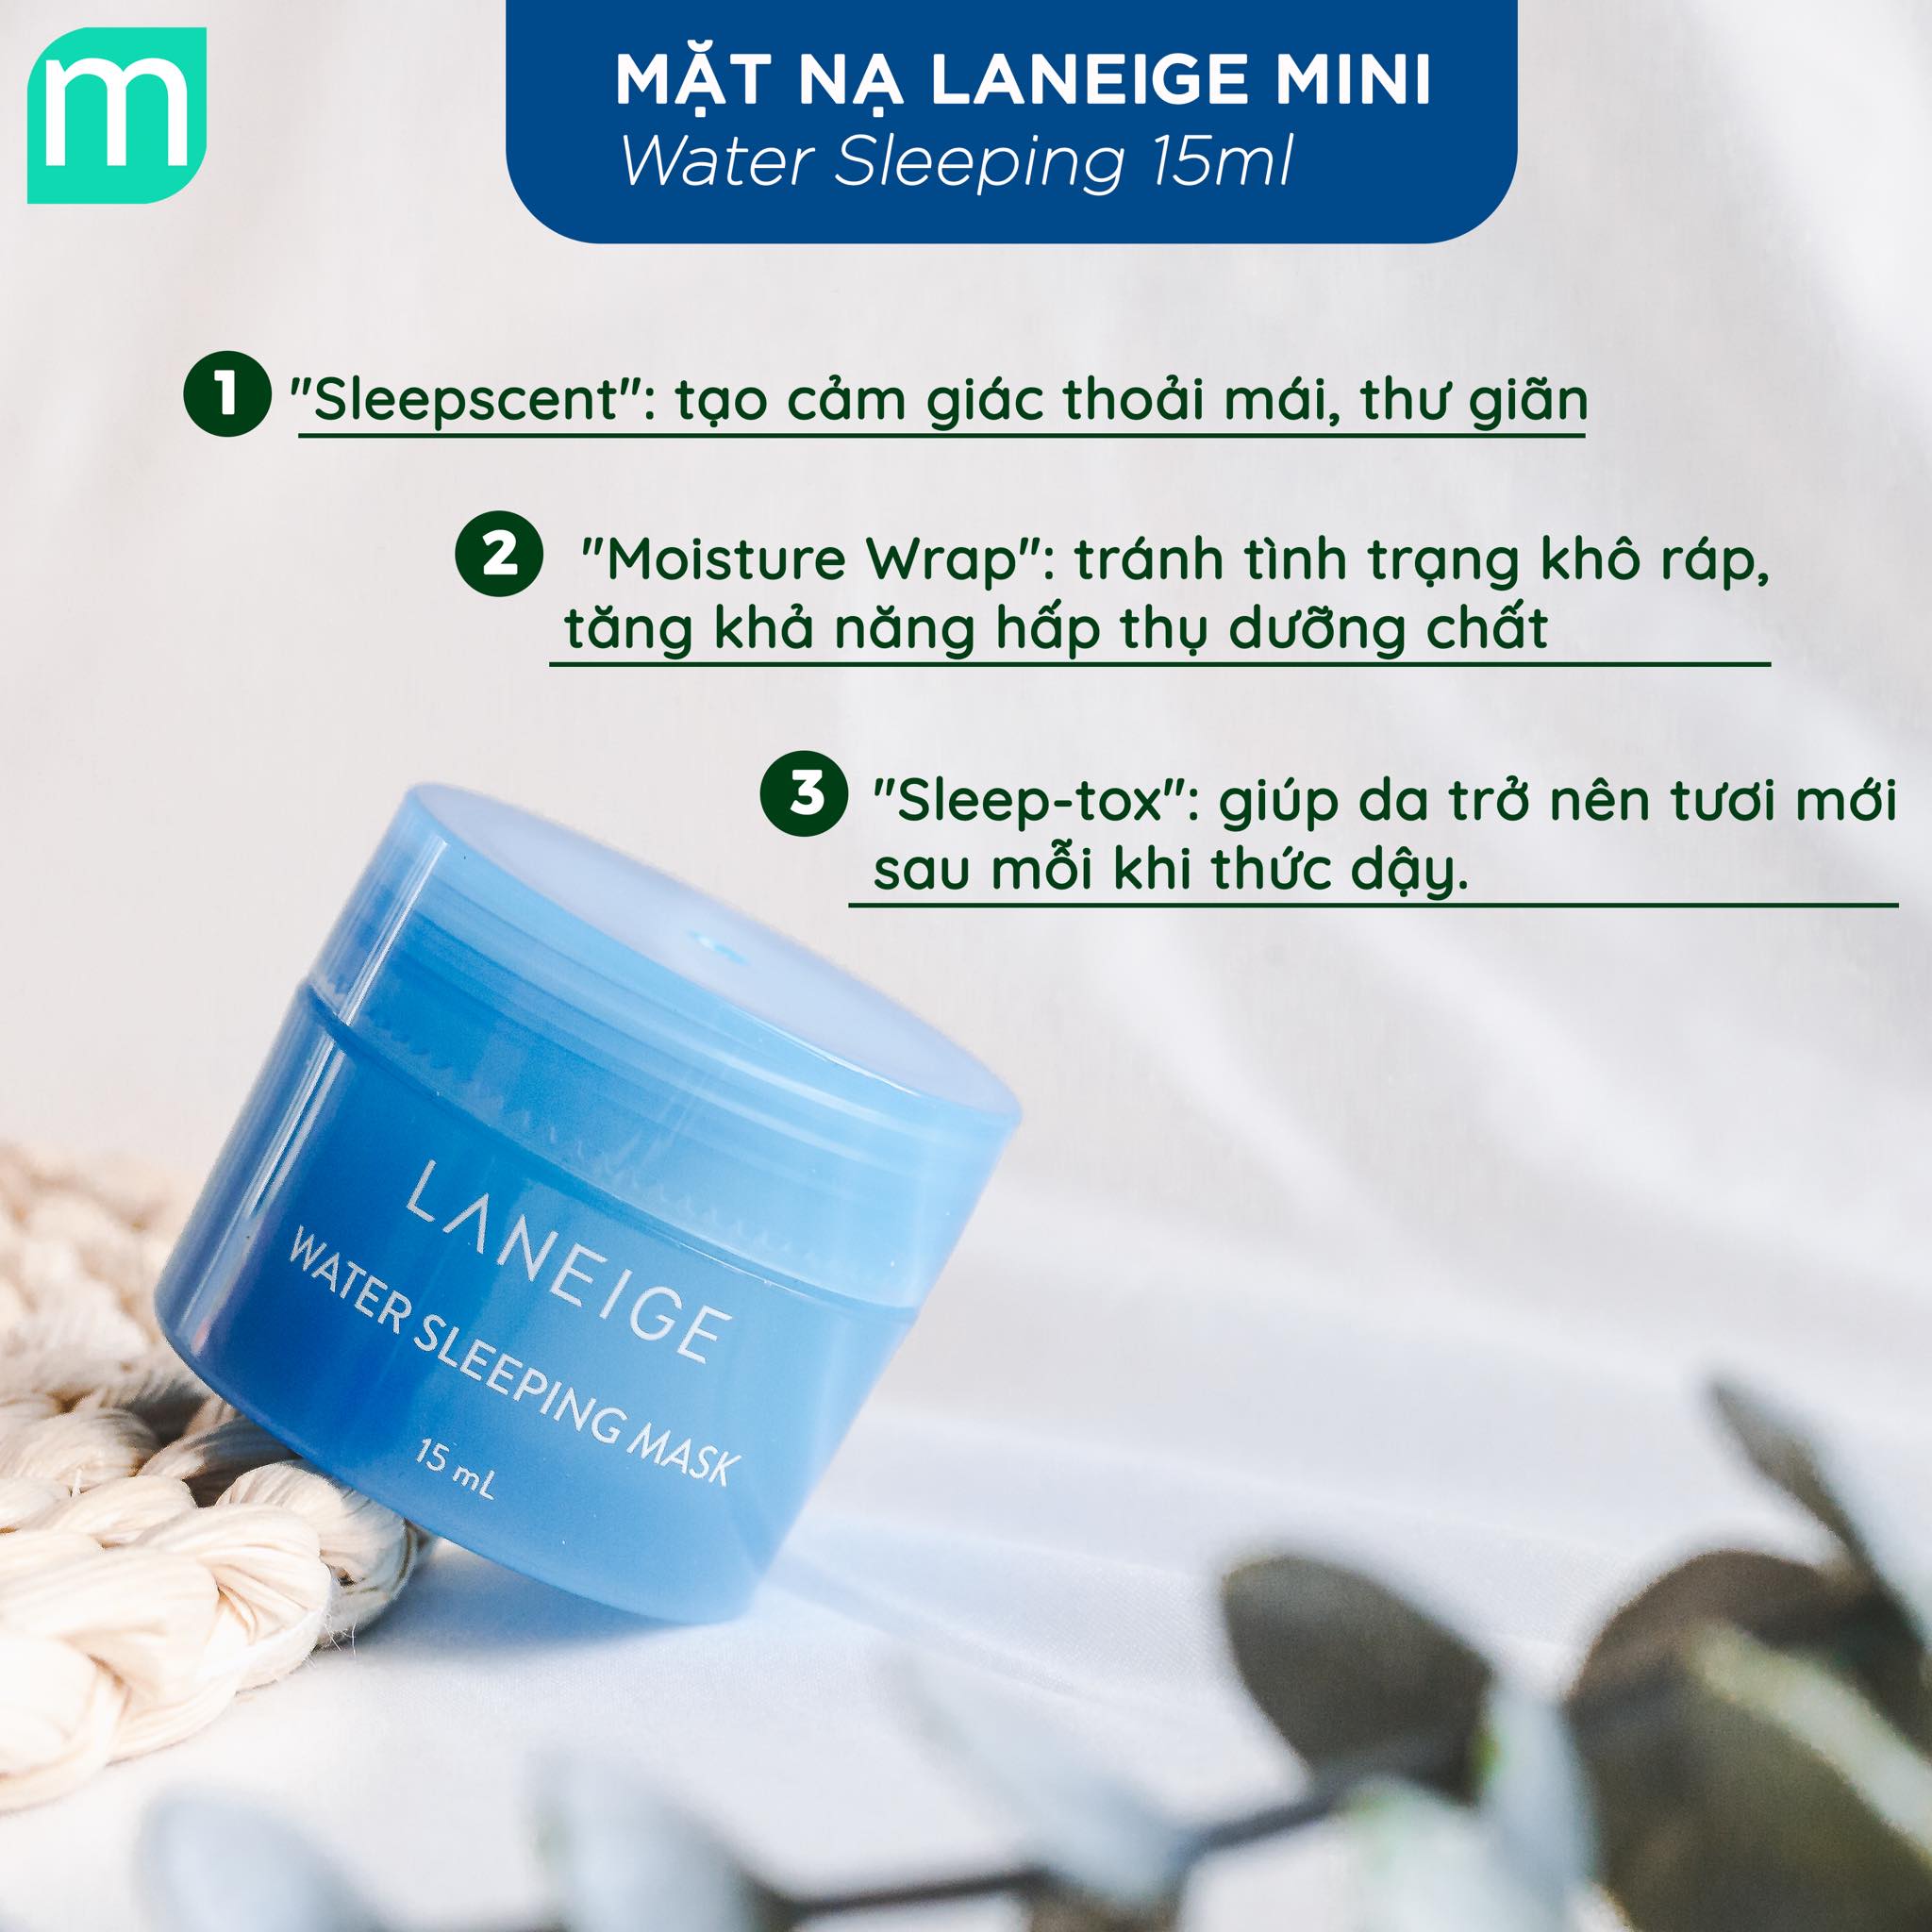 m
MẶT NẠ LANEIGE MINI
Water Sleeping 15ml
1 "Sleepscent": tạo cảm giác thoải mái, thư giãn
2 "Moisture Wrap": tránh tình trạng khô ráp,
tăng khả năng hấp thụ dưỡng chất
3 "Sleep-tox": giúp da trở nên tươi mới
sau mỗi khi thức dậy.
LANEIGE
WATER SLEEPING MASK
15 mL